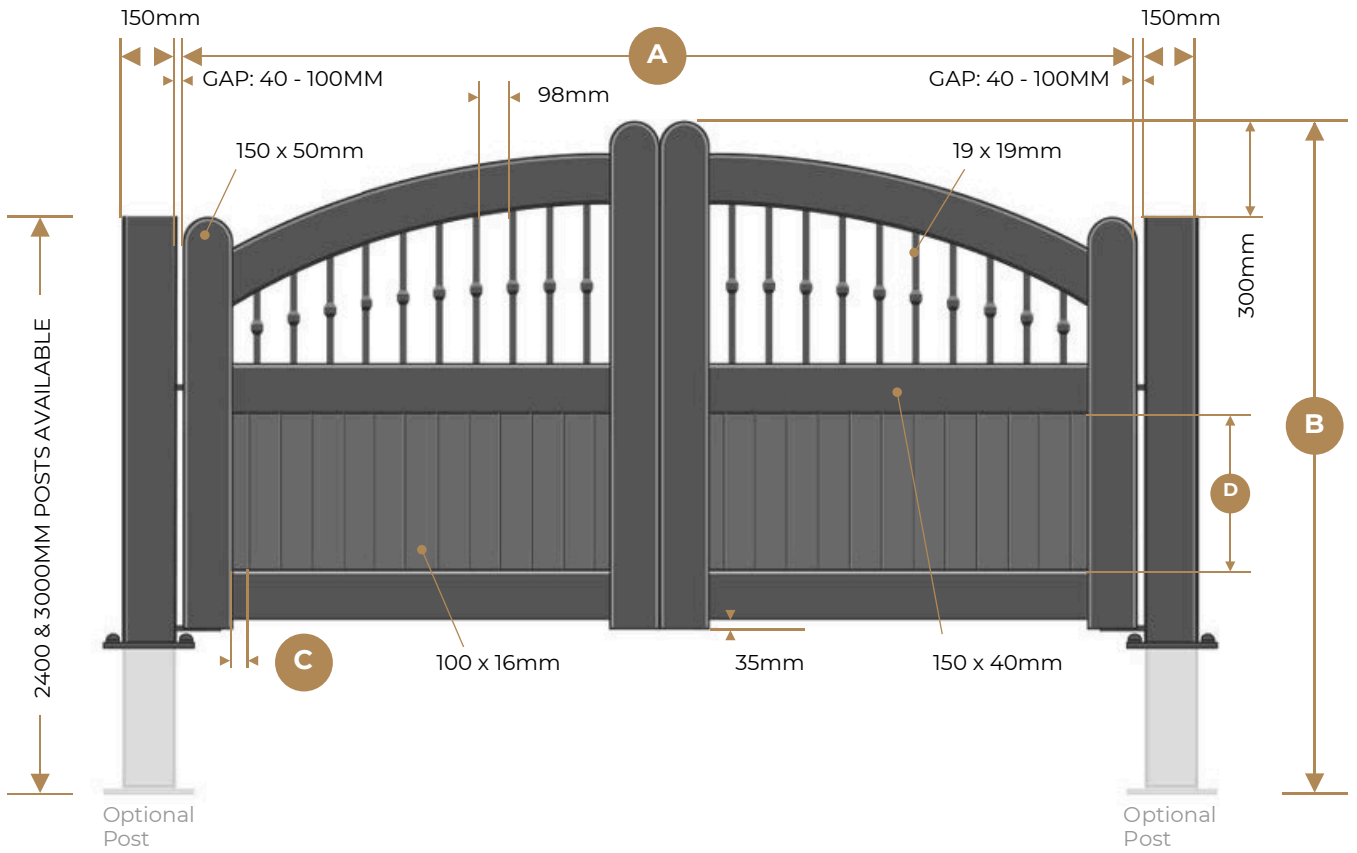 150mm
150mm
A
GAP: 40 - 100MM
GAP: 40 - 100MM
98mm
150 x 50mm
19 x 19mm
300mm
2400 & 3000MM POSTS AVAILABLE
B
D
C
100 x 16mm
35mm
150 x 40mm
Optional
Post
Optional
Post